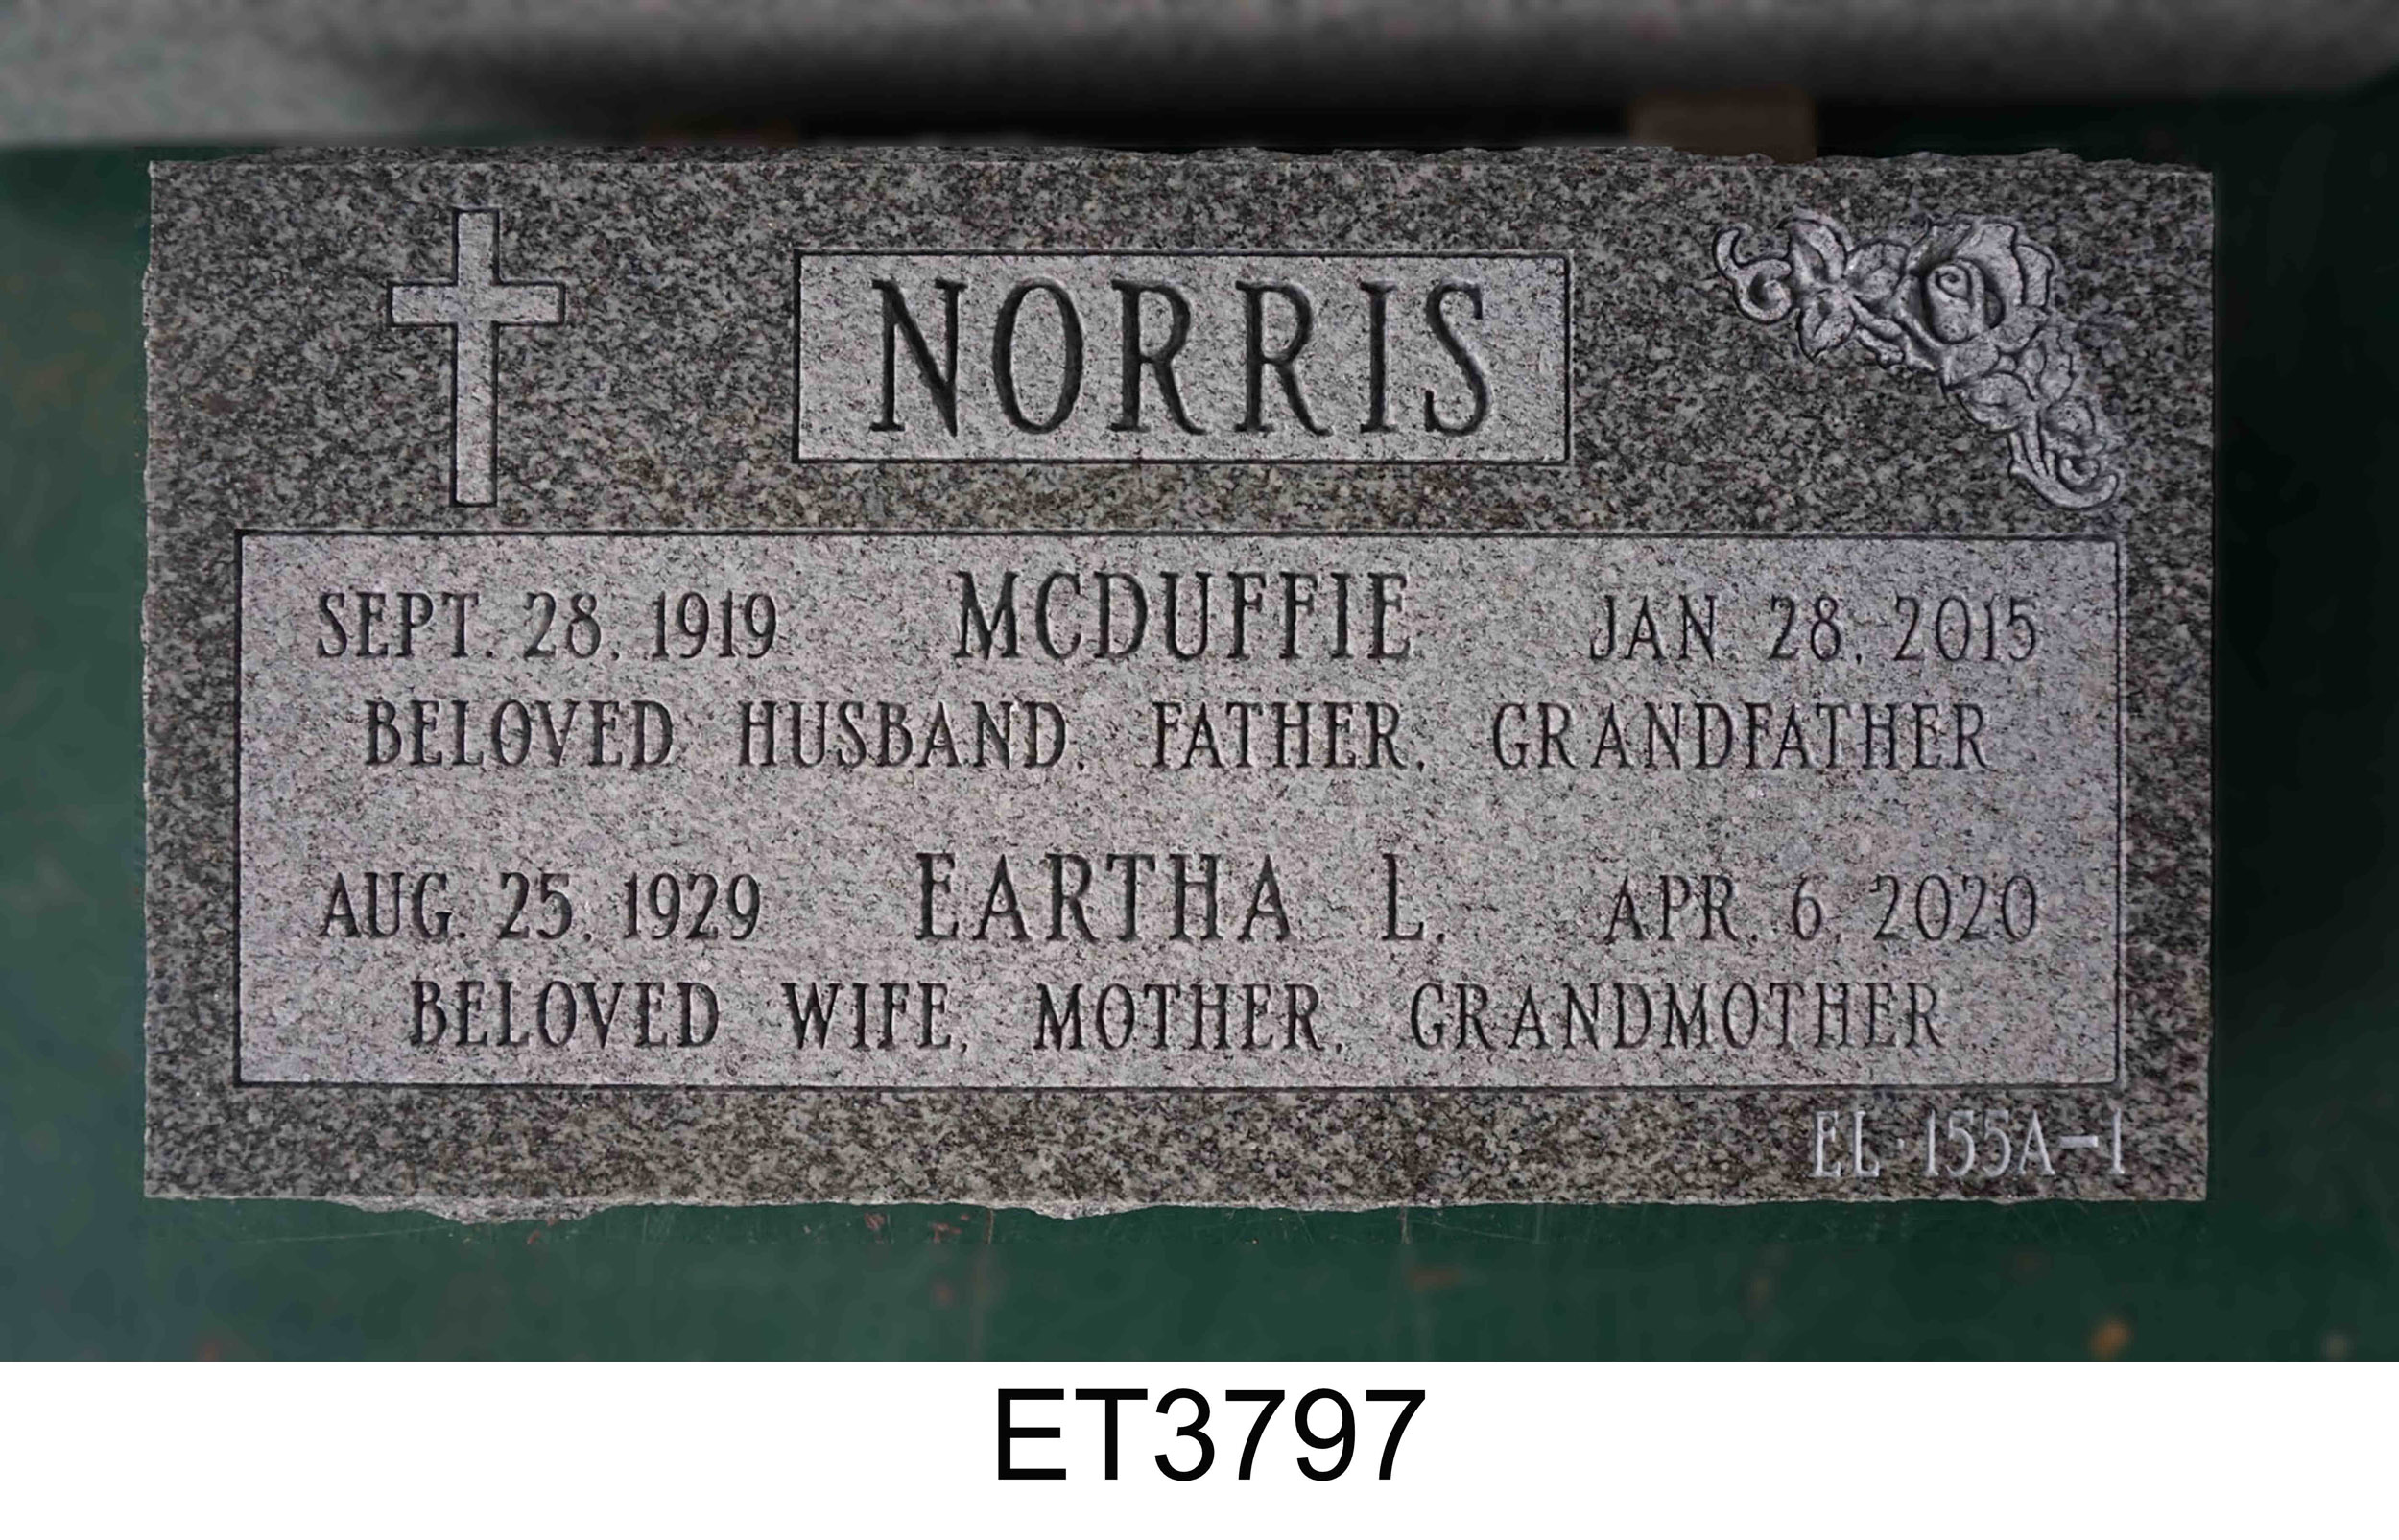 NORRIS
SEPT. 28, 1919 MCDUFFIE JAN. 28, 2015
BELOVED HUSBAND, FATHER, GRANDFATHER
AUG. 25, 1929 EARTHA L. APR. 6, 2020
BELOVED WIFE, MOTHER, GRANDMOTHER
EL·155A-1
ET3797